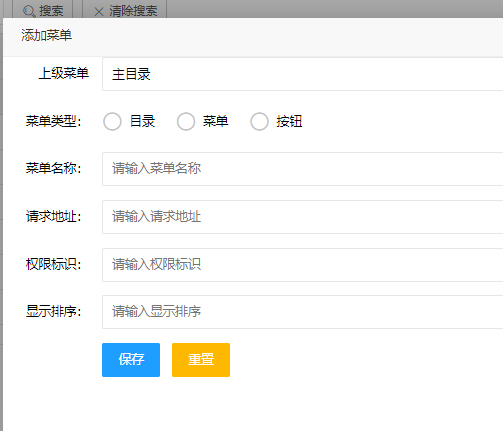 搜索 清除搜索
添加菜单
上级菜单 主目录
菜单类型: 目录 菜单 按钮
菜单名称: 请输入菜单名称
请求地址: 请输入请求地址
权限标识: 请输入权限标识
显示排序: 请输入显示排序
保存 重置